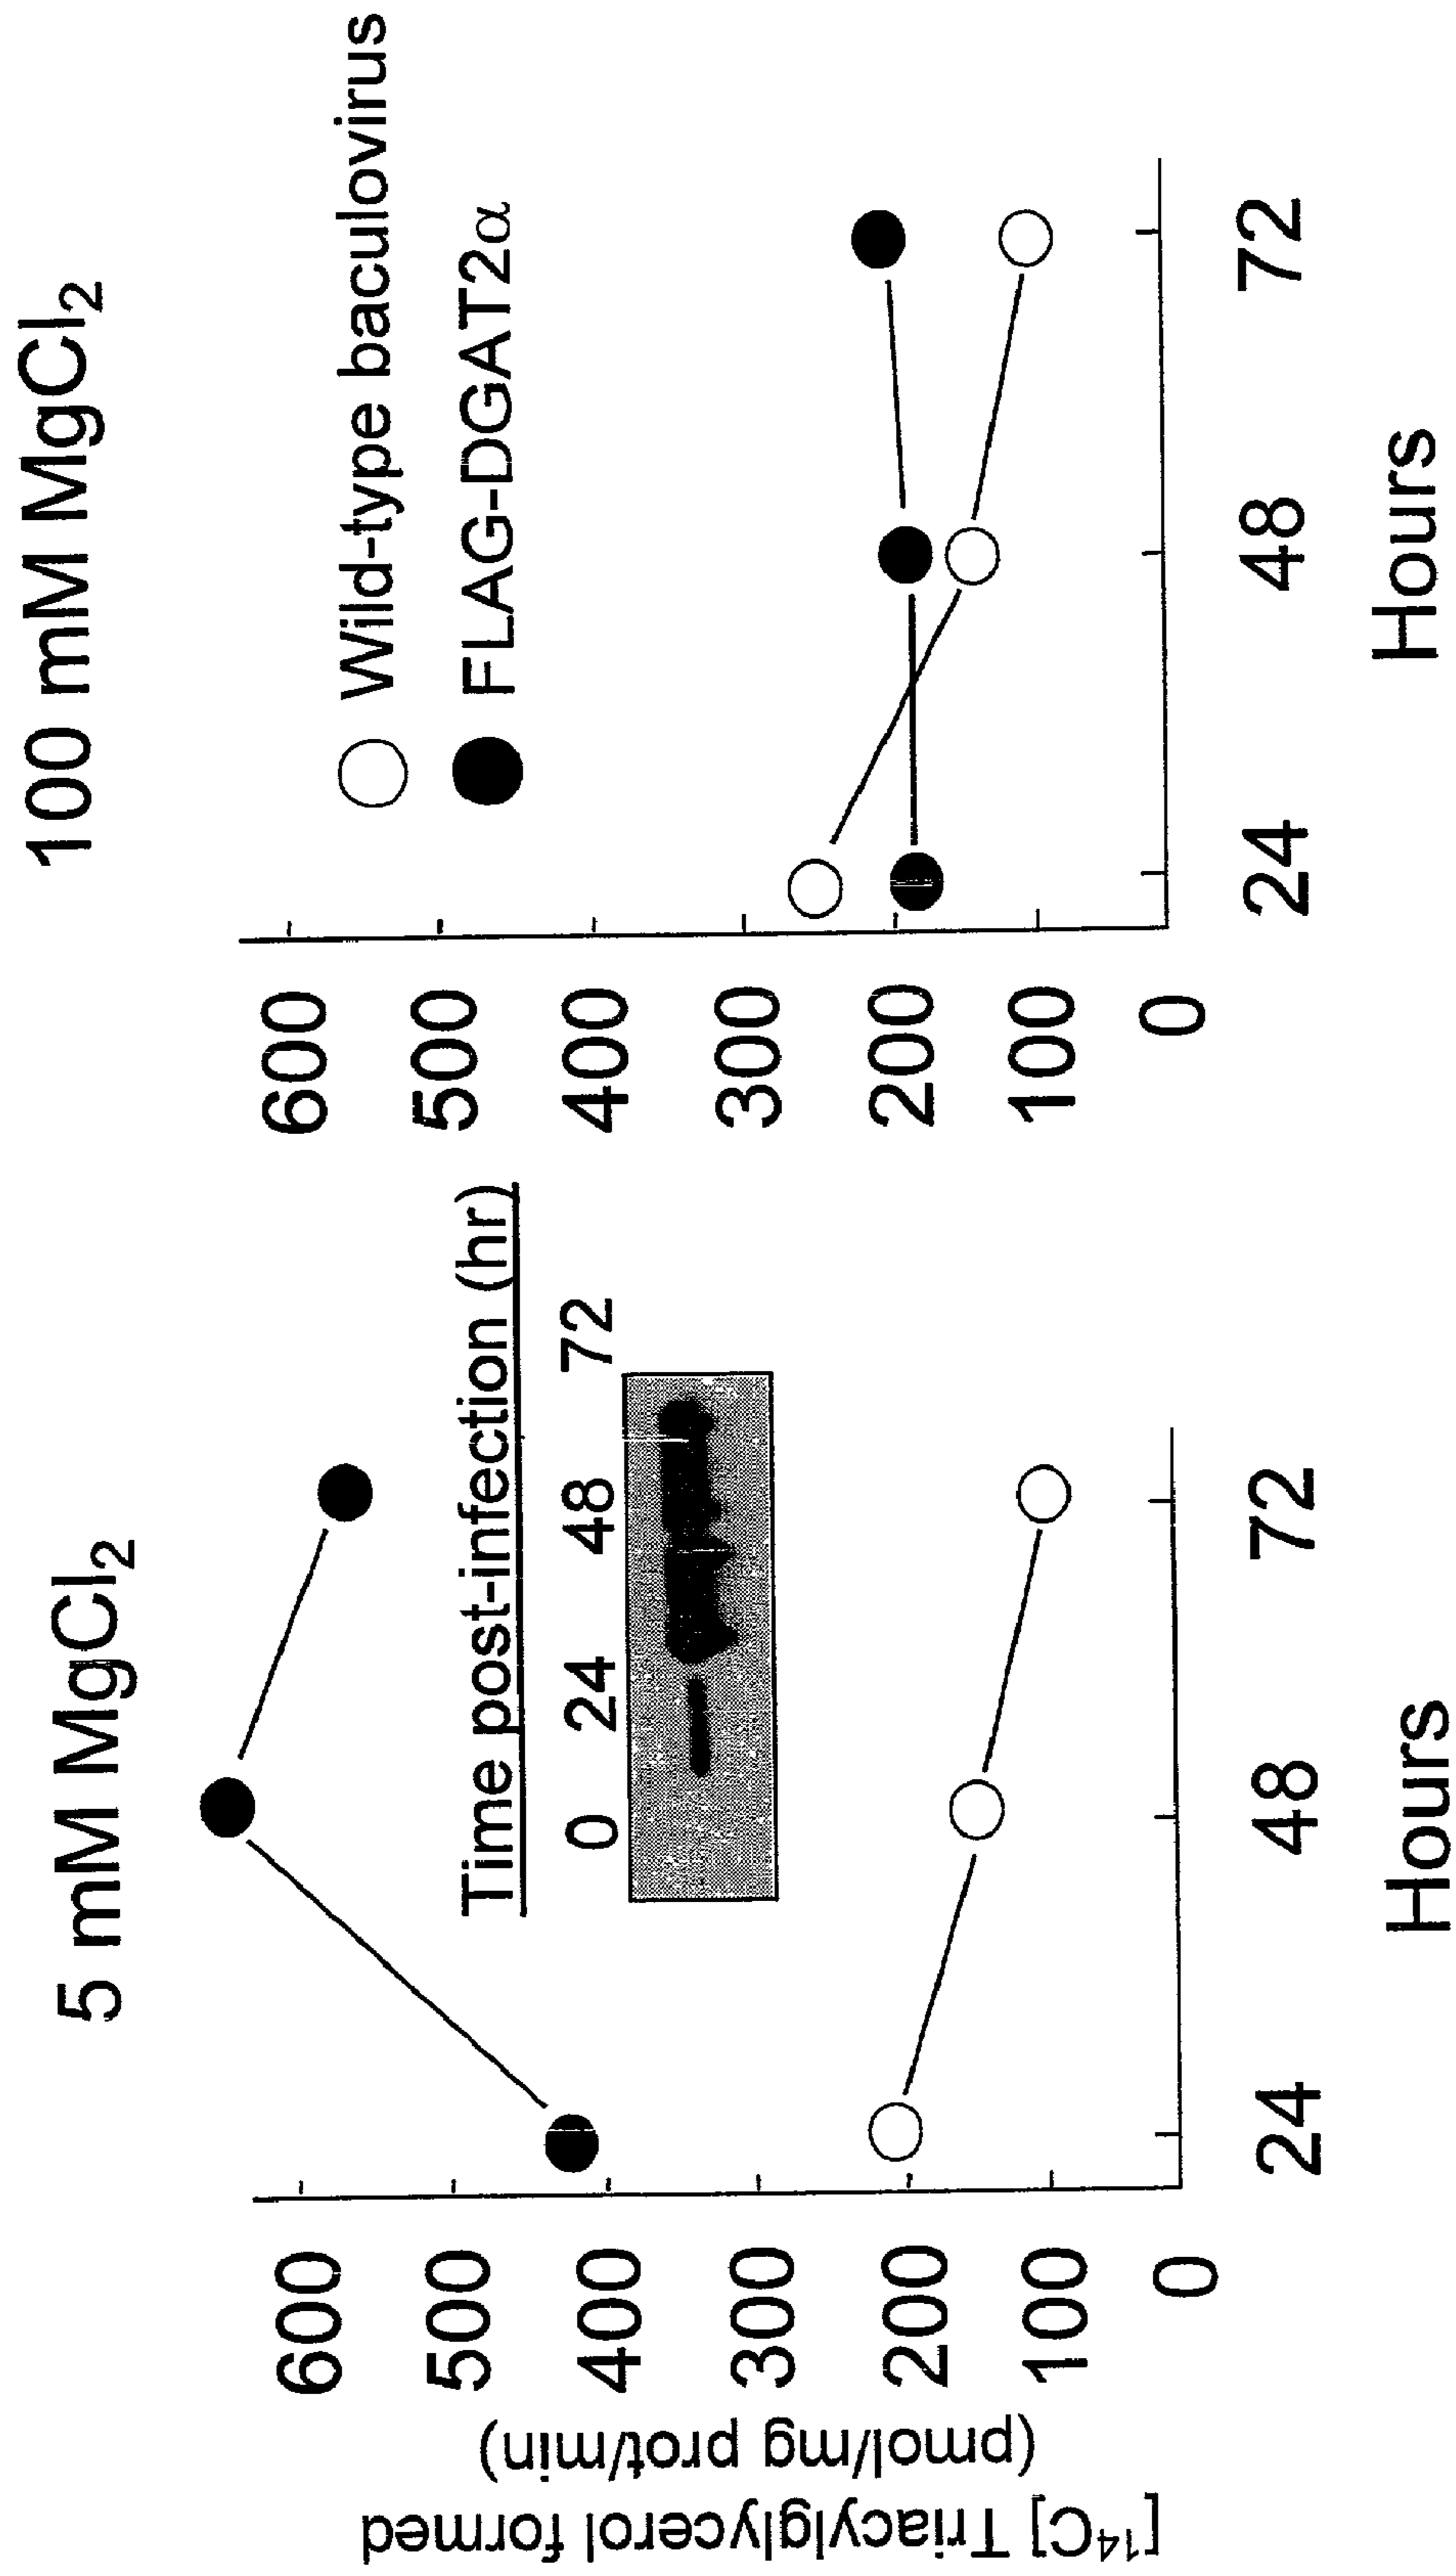 5 mM MgCl₂
[¹⁴C] Triacylglycerol formed
(pmol/mg prot/min)
600
500
400
300
200
100
0
Time post-infection (hr)
0 24 48 72
24 48 72
Hours
100 mM MgCl₂
Wild-type baculovirus
FLAG-DGAT2α
600
500
400
300
200
100
0
24 48 72
Hours